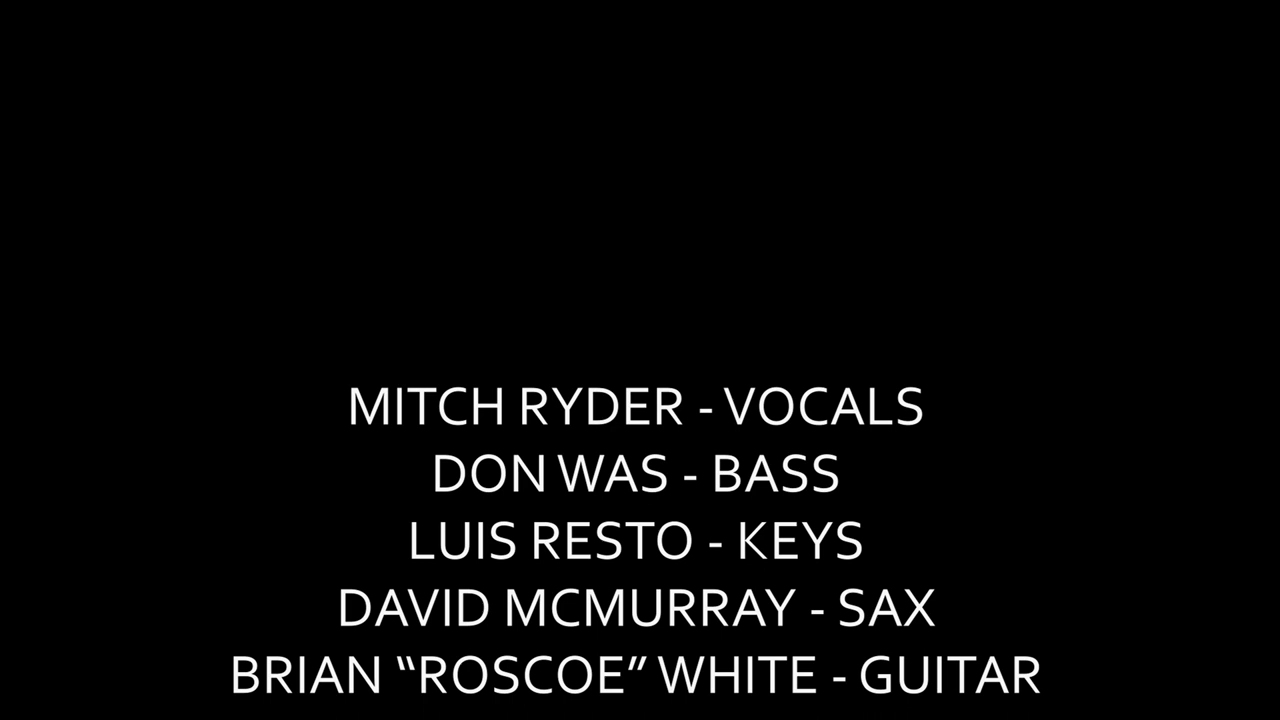 MITCH RYDER - VOCALS
DON WAS - BASS
LUIS RESTO - KEYS
DAVID MCMURRAY - SAX
BRIAN “ROSCOE” WHITE - GUITAR